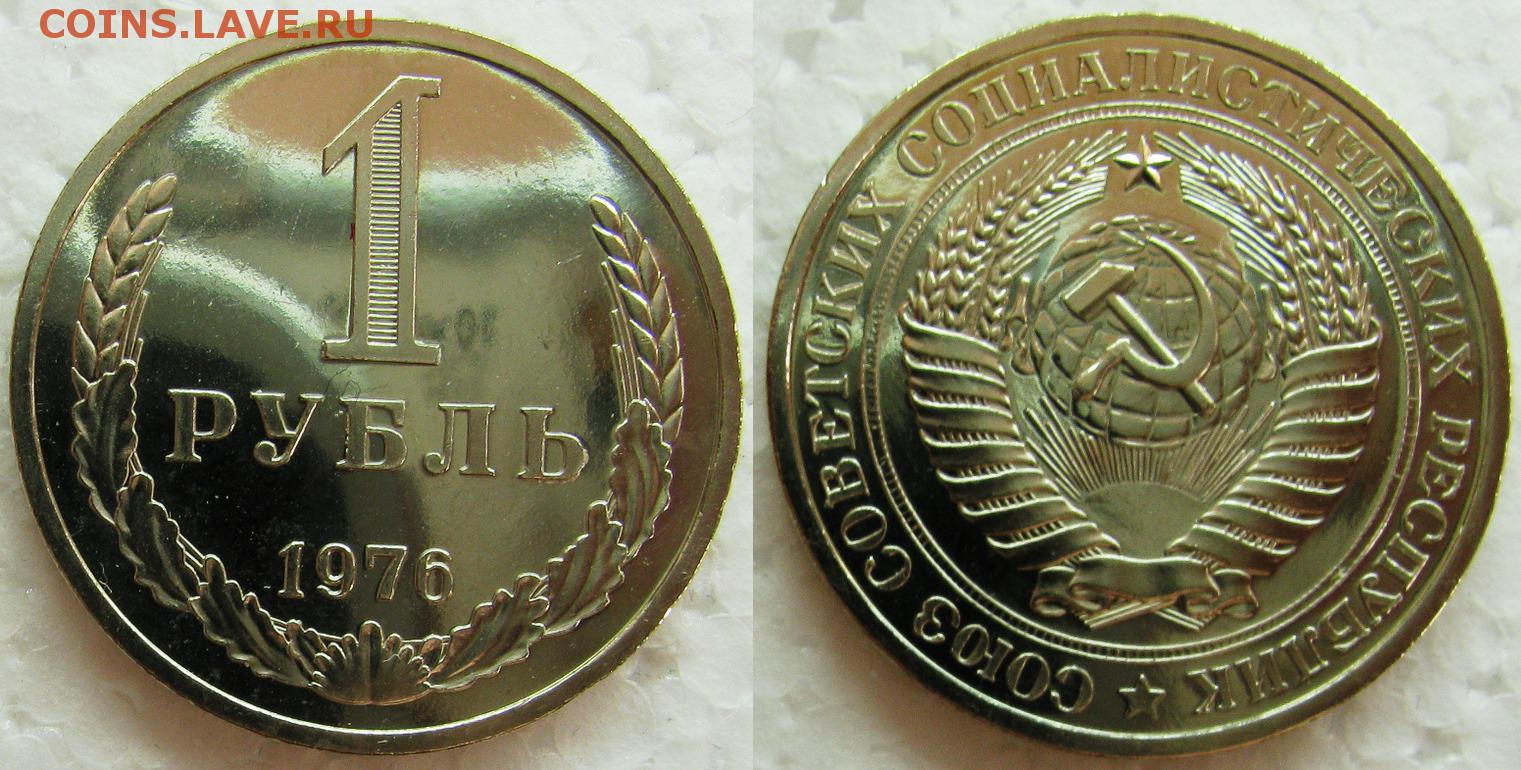 COINS.LAVE.RU
1
РУБЛЬ
1976
СОЮЗ СОВЕТСКИХ СОЦИАЛИСТИЧЕСКИХ РЕСПУБЛИК